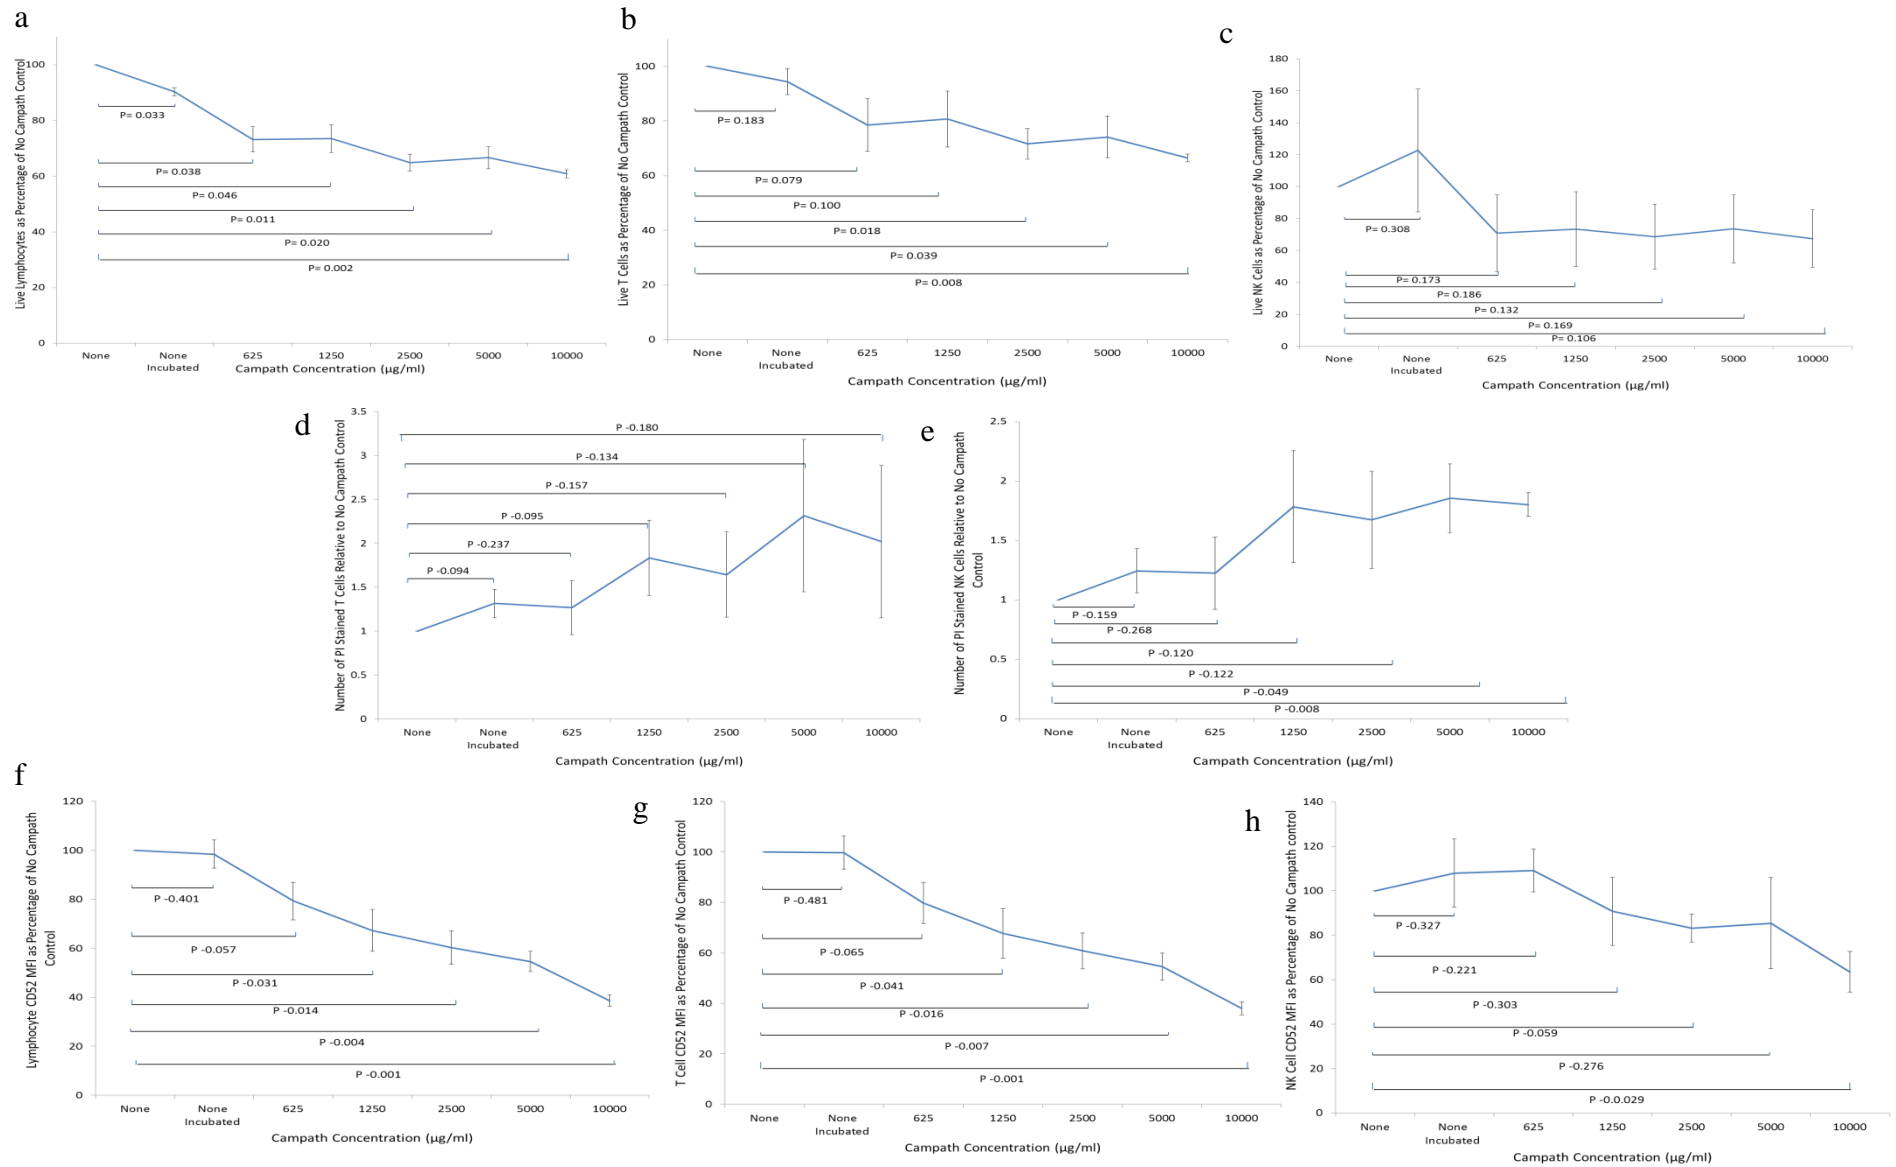 a
Live Lymphocytes as Percentage of No Campath Control
100
80
60
40
20
0
P= 0.033
P= 0.038
P= 0.046
P= 0.011
P= 0.020
P= 0.002
None
None
Incubated
625
1250
2500
5000
10000
Campath Concentration (µg/ml)
b
Live T Cells as Percentage of No Campath Control
100
80
60
40
20
0
P= 0.183
P= 0.079
P= 0.100
P= 0.018
P= 0.039
P= 0.008
None
None
Incubated
625
1250
2500
5000
10000
Campath Concentration (µg/ml)
c
Live NK Cells as Percentage of No Campath Control
180
160
140
120
100
80
60
40
20
0
P= 0.308
P= 0.173
P= 0.186
P= 0.132
P= 0.169
P= 0.106
None
None
Incubated
625
1250
2500
5000
10000
Campath Concentration (µg/ml)
d
Number of PI Stained T Cells Relative to No Campath Control
3.5
3
2.5
2
1.5
1
0.5
0
P -0.180
P -0.134
P -0.157
P -0.095
P -0.237
P -0.094
None
None
Incubated
625
1250
2500
5000
10000
Campath Concentration (µg/ml)
e
Number of PI Stained NK Cells Relative to No Campath
Control
2.5
2
1.5
1
0.5
0
P -0.159
P -0.268
P -0.120
P -0.122
P -0.049
P -0.008
None
None
Incubated
625
1250
2500
5000
10000
Campath Concentration (µg/ml)
f
Lymphocyte CD52 MFI as Percentage of No Campath
Control
120
100
80
60
40
20
0
P -0.401
P -0.057
P -0.031
P -0.014
P -0.004
P -0.001
None
None
Incubated
625
1250
2500
5000
10000
Campath Concentration (µg/ml)
g
T Cell CD52 MFI as Percentage of No Campath Control
120
100
80
60
40
20
0
P -0.481
P -0.065
P -0.041
P -0.016
P -0.007
P -0.001
None
None
Incubated
625
1250
2500
5000
10000
Campath Concentration (µg/ml)
h
NK Cell CD52 MFI as Percentage of No Campath control
140
120
100
80
60
40
20
0
P -0.327
P -0.221
P -0.303
P -0.059
P -0.276
P -0.0.029
None
None
Incubated
625
1250
2500
5000
10000
Campath Concentration (µg/ml)